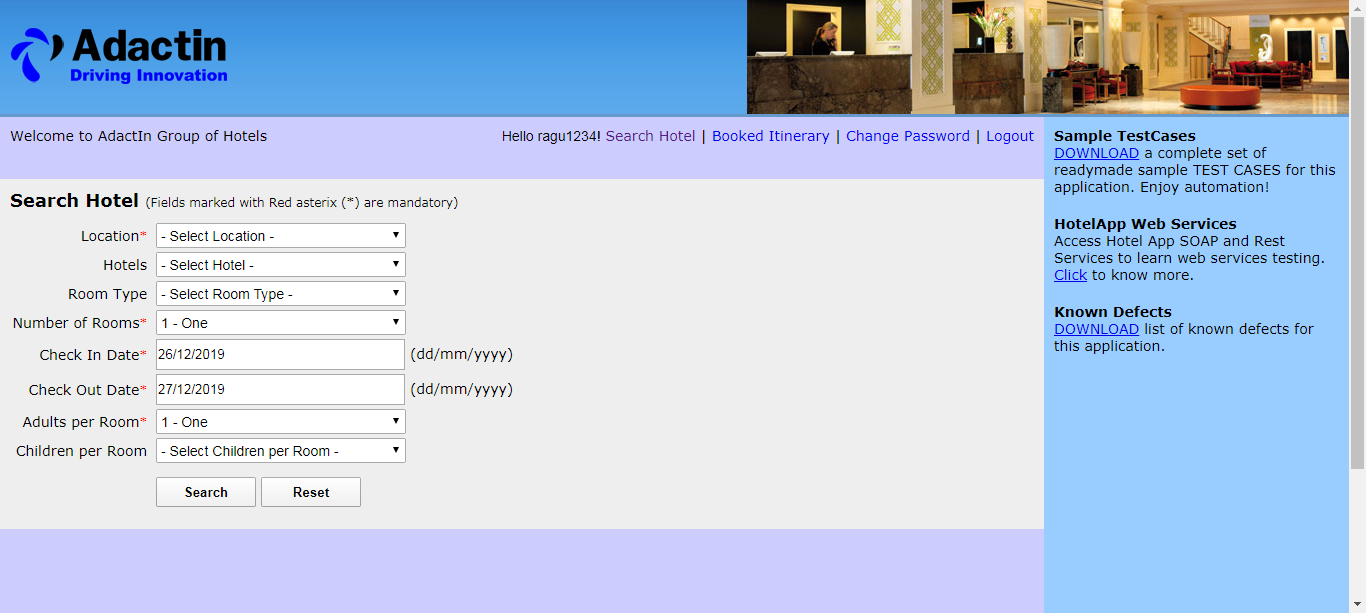 Adactin
Driving Innovation
Welcome to AdactIn Group of Hotels
Hello ragu1234! Search Hotel | Booked Itinerary | Change Password | Logout
Search Hotel (Fields marked with Red asterix (*) are mandatory)
Location* - Select Location -
Hotels - Select Hotel -
Room Type - Select Room Type -
Number of Rooms* 1 - One
Check In Date* 26/12/2019 (dd/mm/yyyy)
Check Out Date* 27/12/2019 (dd/mm/yyyy)
Adults per Room* 1 - One
Children per Room - Select Children per Room -
Search Reset
Sample TestCases
DOWNLOAD a complete set of
readymade sample TEST CASES for this
application. Enjoy automation!
HotelApp Web Services
Access Hotel App SOAP and Rest
Services to learn web services testing.
Click to know more.
Known Defects
DOWNLOAD list of known defects for
this application.